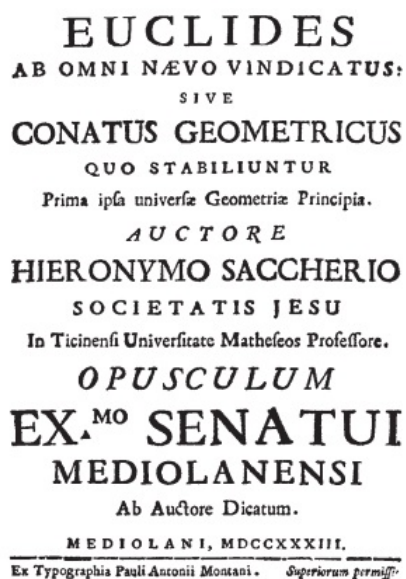 EUCLIDES
AB OMNI NÆVO VINDICATUS:
SIVE
CONATUS GEOMETRICUS
QUO STABILIUNTUR
Prima ipſa univerſæ Geometriæ Principia.
AUCTORE
HIERONYMO SACCHERIO
SOCIETATIS JESU
In Ticinenſi Univerſitate Matheſeos Profeſſore.
OPUSCULUM
EX.MO SENATUI
MEDIOLANENSI
Ab Auctore Dicatum.
MEDIOLANI, MDCCXXXIII.
Ex Typographia Pauli Antonii Montani. Superiorum permiſſ.